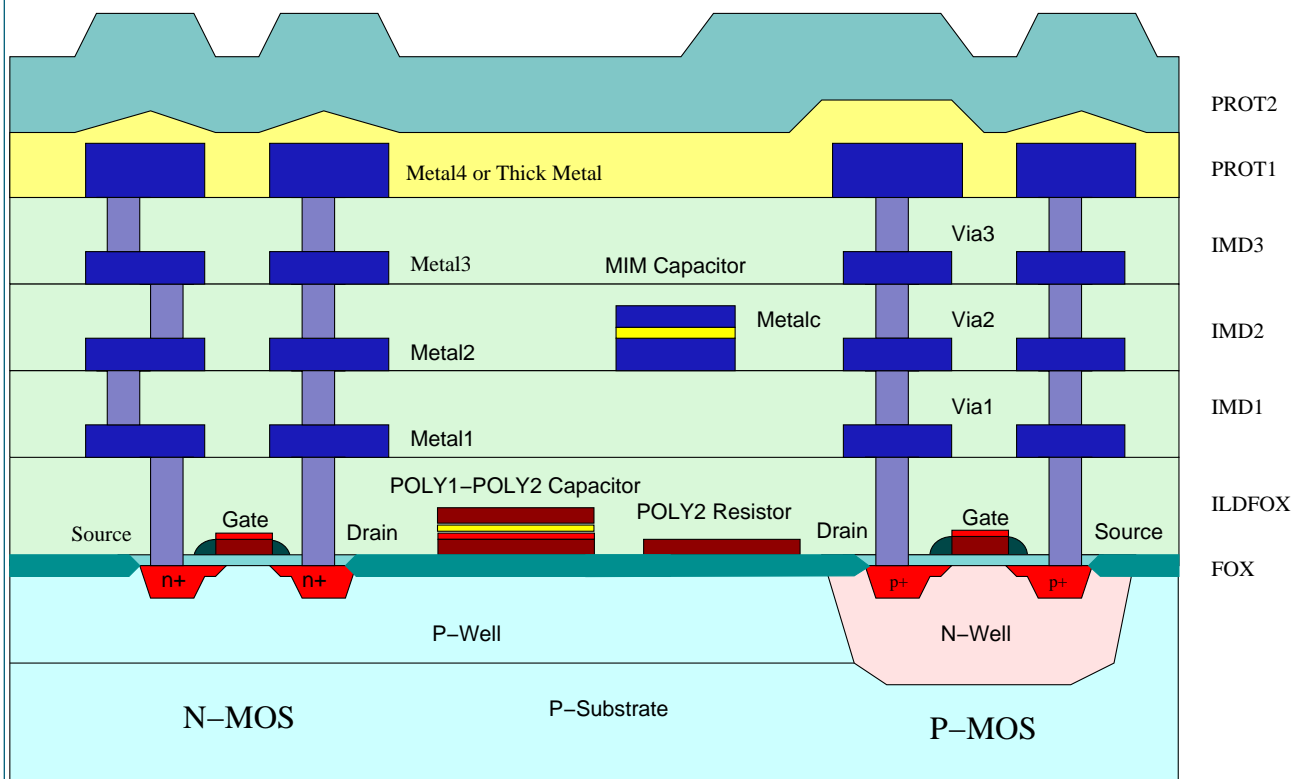 PROT2
Metal4 or Thick Metal
PROT1
Via3
IMD3
Metal3
MIM Capacitor
Metalc
Via2
IMD2
Metal2
Via1
IMD1
Metal1
POLY1−POLY2 Capacitor
POLY2 Resistor
ILDFOX
Source
Gate
Drain
Drain
Gate
Source
FOX
n+
n+
p+
p+
P−Well
N−Well
P−Substrate
N−MOS
P−MOS